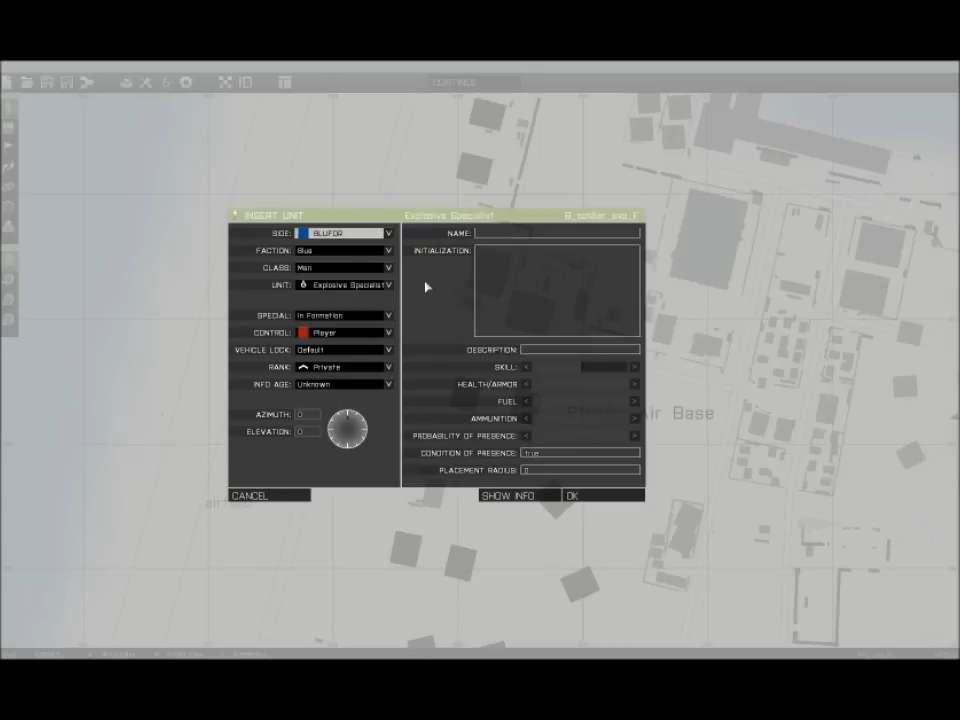 CONTINUE
INSERT UNIT Explosive Specialist B_soldier_exp_F
SIDE: BLUFOR V NAME:
FACTION: Blue V INITIALIZATION:
CLASS: Men V
UNIT: Explosive Specialist V
SPECIAL: In Formation V
CONTROL: Player V
VEHICLE LOCK: Default V DESCRIPTION:
RANK: Private V SKILL: < >
INFO AGE: Unknown V HEALTH/ARMOR < >
FUEL < >
AZIMUTH: 0 AMMUNITION < >
ELEVATION: 0 PROBABILITY OF PRESENCE: < >
CONDITION OF PRESENCE: true
PLACEMENT RADIUS: 0
CANCEL SHOW INFO OK
Air Base